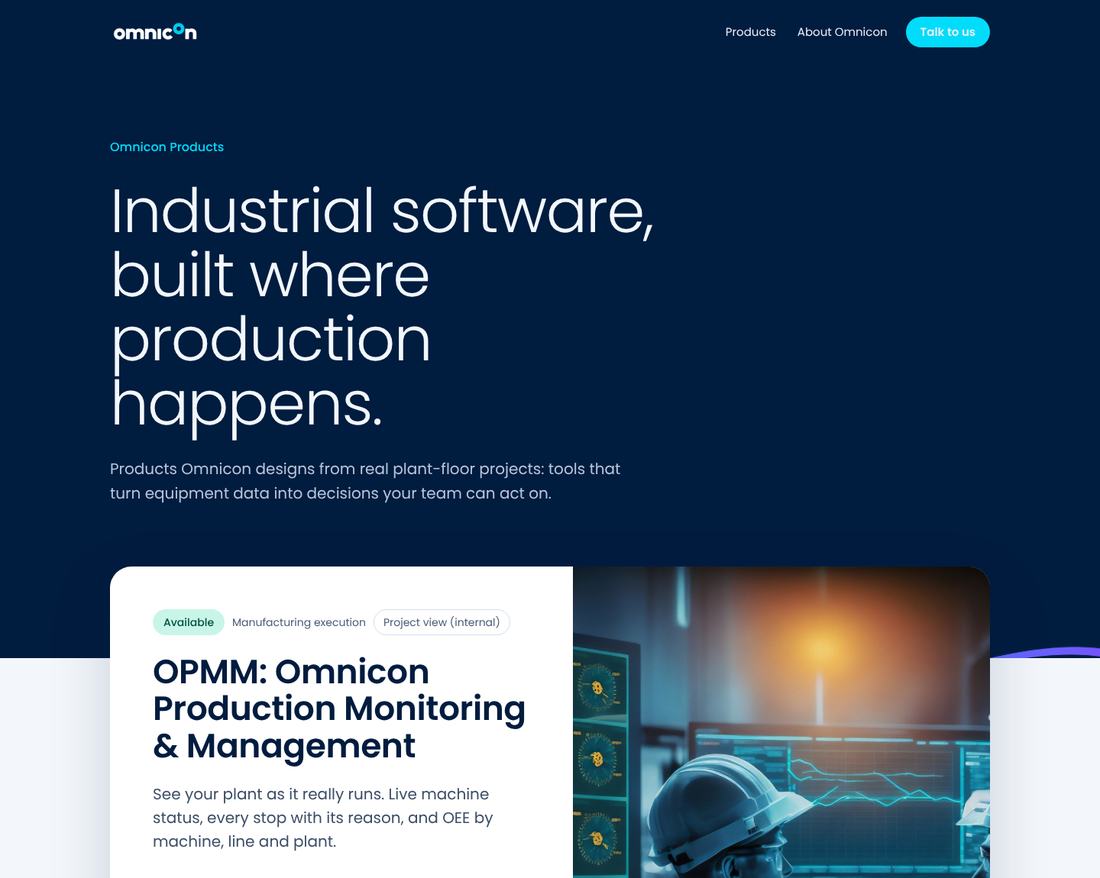 omnicon
Products
About Omnicon
Talk to us
Omnicon Products
Industrial software,
built where
production
happens.
Products Omnicon designs from real plant-floor projects: tools that
turn equipment data into decisions your team can act on.
Available
Manufacturing execution
Project view (internal)
OPMM: Omnicon
Production Monitoring
& Management
See your plant as it really runs. Live machine
status, every stop with its reason, and OEE by
machine, line and plant.